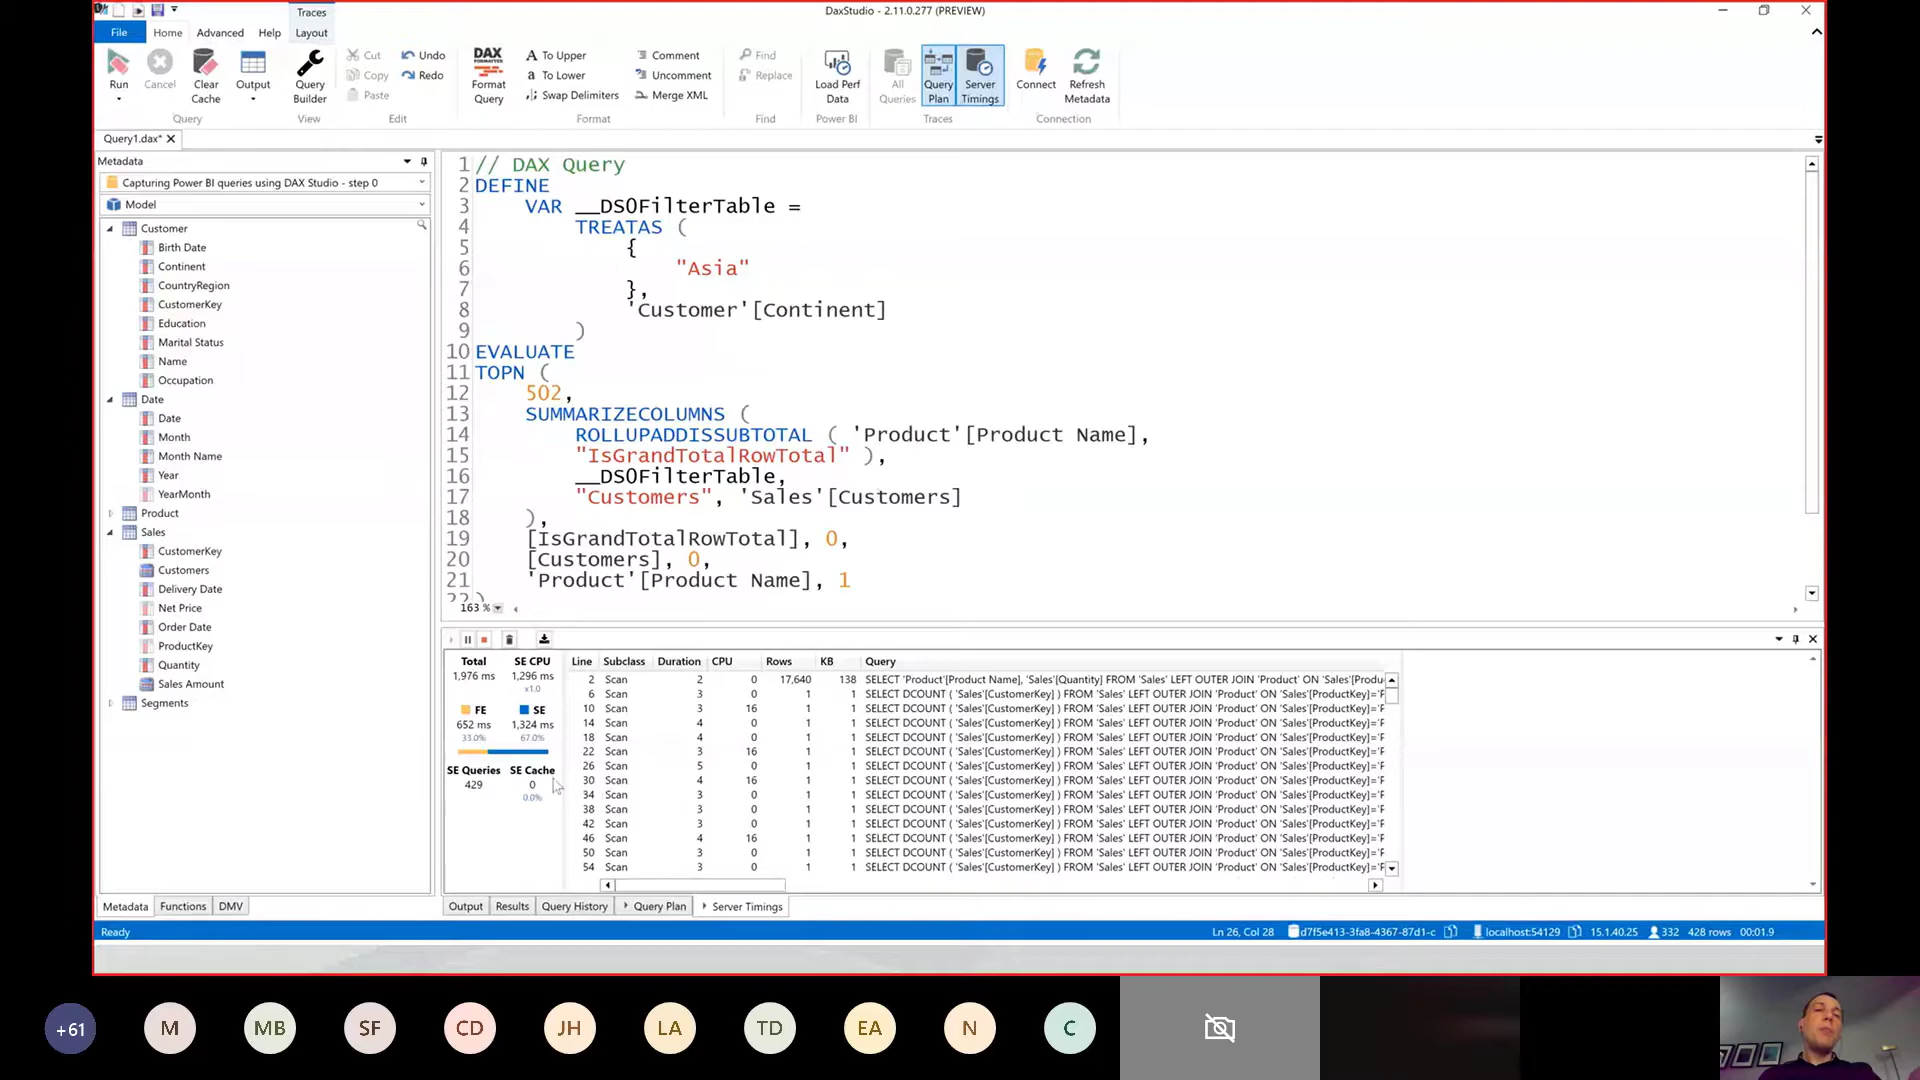 DaxStudio - 2.11.0.277 (PREVIEW)
Traces
File Home Advanced Help Layout
Run
Cancel
Clear Cache
Output
Query
Query Builder
View
Cut
Copy
Paste
Undo
Redo
Edit
DAX FORMATTER
Format Query
To Upper
To Lower
Swap Delimiters
Comment
Uncomment
Merge XML
Format
Find
Replace
Find
Load Perf Data
Power BI
All Queries
Query Plan
Server Timings
Traces
Connect
Refresh Metadata
Connection
Query1.dax*
Metadata
Capturing Power BI queries using DAX Studio - step 0
Model
Customer
Birth Date
Continent
CountryRegion
CustomerKey
Education
Marital Status
Name
Occupation
Date
Date
Month
Month Name
Year
YearMonth
Product
Sales
CustomerKey
Customers
Delivery Date
Net Price
Order Date
ProductKey
Quantity
Sales Amount
Segments
Metadata Functions DMV
1 // DAX Query
2 DEFINE
3 VAR __DS0FilterTable =
4 TREATAS (
5 {
6 "Asia"
7 },
8 'Customer'[Continent]
9 )
10 EVALUATE
11 TOPN (
12 502,
13 SUMMARIZECOLUMNS (
14 ROLLUPADDISSUBTOTAL ( 'Product'[Product Name],
15 "IsGrandTotalRowTotal" ),
16 __DS0FilterTable,
17 "Customers", 'Sales'[Customers]
18 ),
19 [IsGrandTotalRowTotal], 0,
20 [Customers], 0,
21 'Product'[Product Name], 1
22 )
163 %
Total SE CPU
1,976 ms 1,296 ms
x1.0
FE SE
652 ms 1,324 ms
33.0% 67.0%
SE Queries SE Cache
429 0
0.0%
Line Subclass Duration CPU Rows KB Query
2 Scan 2 0 17,640 138 SELECT 'Product'[Product Name], 'Sales'[Quantity] FROM 'Sales' LEFT OUTER JOIN 'Product' ON 'Sales'[Produ
6 Scan 3 0 1 1 SELECT DCOUNT ( 'Sales'[CustomerKey] ) FROM 'Sales' LEFT OUTER JOIN 'Product' ON 'Sales'[ProductKey]='P
10 Scan 3 16 1 1 SELECT DCOUNT ( 'Sales'[CustomerKey] ) FROM 'Sales' LEFT OUTER JOIN 'Product' ON 'Sales'[ProductKey]='P
14 Scan 4 0 1 1 SELECT DCOUNT ( 'Sales'[CustomerKey] ) FROM 'Sales' LEFT OUTER JOIN 'Product' ON 'Sales'[ProductKey]='P
18 Scan 4 0 1 1 SELECT DCOUNT ( 'Sales'[CustomerKey] ) FROM 'Sales' LEFT OUTER JOIN 'Product' ON 'Sales'[ProductKey]='P
22 Scan 3 16 1 1 SELECT DCOUNT ( 'Sales'[CustomerKey] ) FROM 'Sales' LEFT OUTER JOIN 'Product' ON 'Sales'[ProductKey]='P
26 Scan 5 0 1 1 SELECT DCOUNT ( 'Sales'[CustomerKey] ) FROM 'Sales' LEFT OUTER JOIN 'Product' ON 'Sales'[ProductKey]='P
30 Scan 4 16 1 1 SELECT DCOUNT ( 'Sales'[CustomerKey] ) FROM 'Sales' LEFT OUTER JOIN 'Product' ON 'Sales'[ProductKey]='P
34 Scan 3 0 1 1 SELECT DCOUNT ( 'Sales'[CustomerKey] ) FROM 'Sales' LEFT OUTER JOIN 'Product' ON 'Sales'[ProductKey]='P
38 Scan 3 0 1 1 SELECT DCOUNT ( 'Sales'[CustomerKey] ) FROM 'Sales' LEFT OUTER JOIN 'Product' ON 'Sales'[ProductKey]='P
42 Scan 3 0 1 1 SELECT DCOUNT ( 'Sales'[CustomerKey] ) FROM 'Sales' LEFT OUTER JOIN 'Product' ON 'Sales'[ProductKey]='P
46 Scan 4 16 1 1 SELECT DCOUNT ( 'Sales'[CustomerKey] ) FROM 'Sales' LEFT OUTER JOIN 'Product' ON 'Sales'[ProductKey]='P
50 Scan 3 0 1 1 SELECT DCOUNT ( 'Sales'[CustomerKey] ) FROM 'Sales' LEFT OUTER JOIN 'Product' ON 'Sales'[ProductKey]='P
54 Scan 3 0 1 1 SELECT DCOUNT ( 'Sales'[CustomerKey] ) FROM 'Sales' LEFT OUTER JOIN 'Product' ON 'Sales'[ProductKey]='P
Output Results Query History Query Plan Server Timings
Ready Ln 26, Col 28 d7f5e413-3fa8-4367-87d1-c localhost:54129 15.1.40.25 332 428 rows 00:01.9
+61 M MB SF CD JH LA TD EA N C